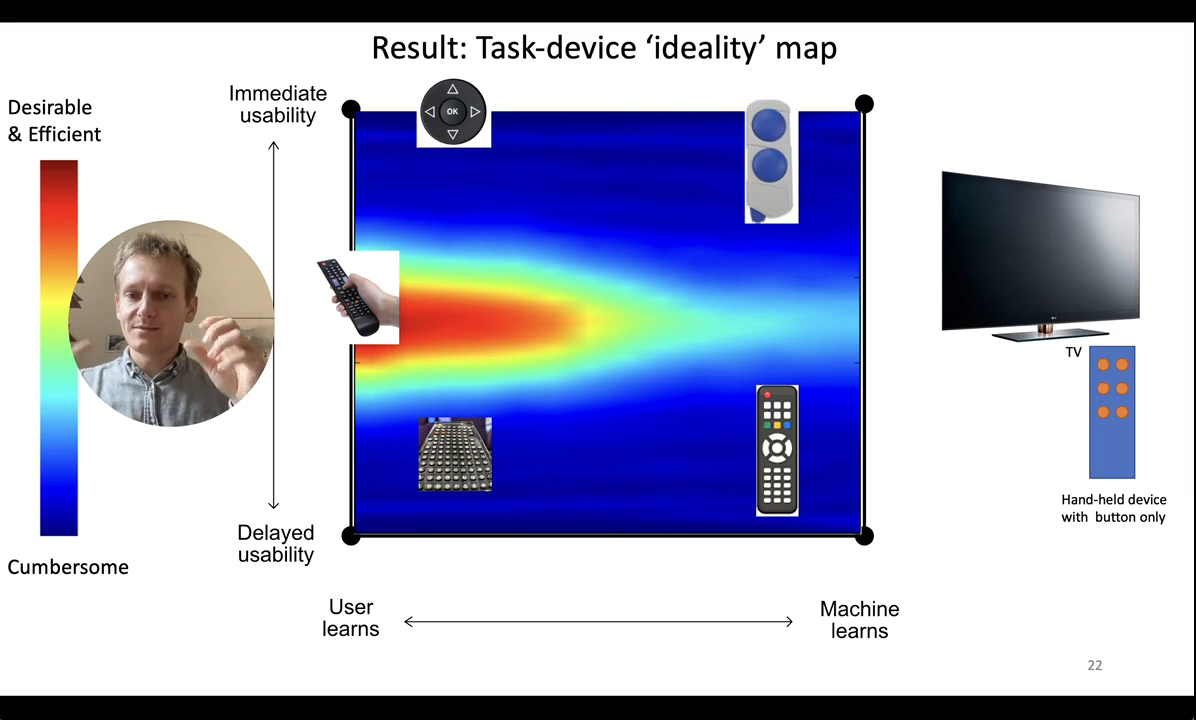 Result: Task-device ‘ideality’ map
Desirable
& Efficient
Immediate
usability
OK
TV
Hand-held device
with button only
Delayed
usability
Cumbersome
User
learns
Machine
learns
22